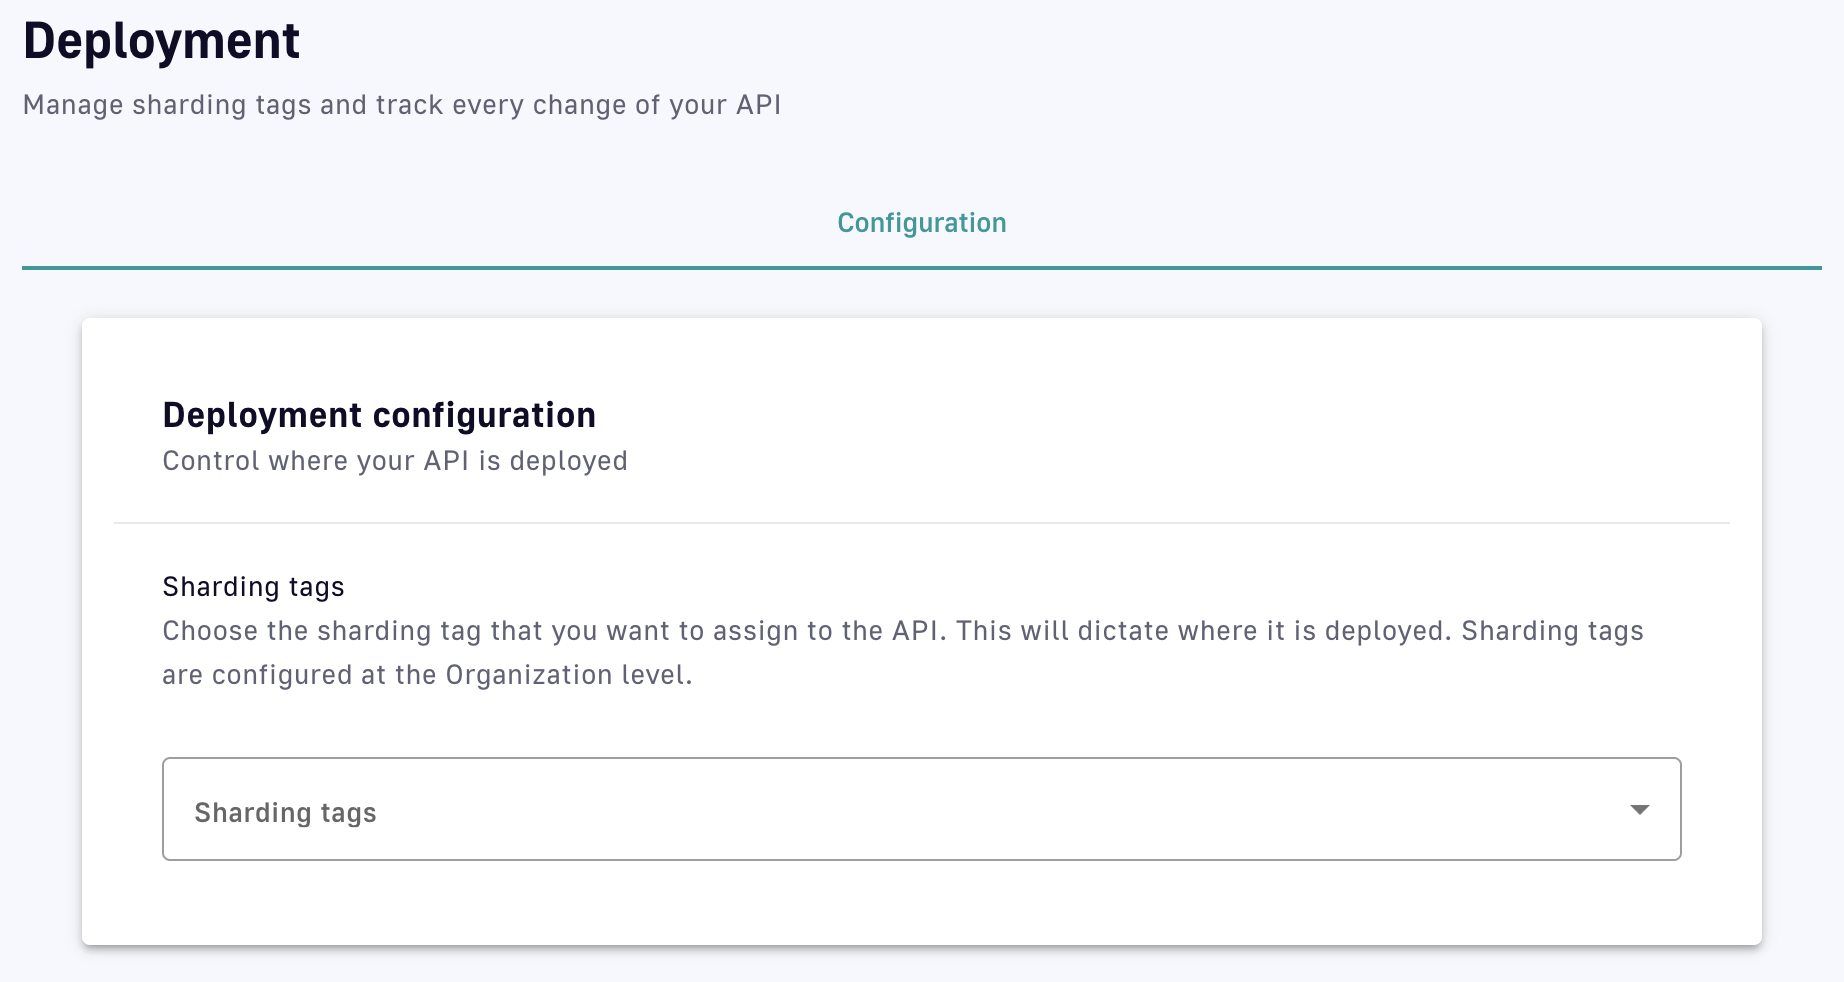 Deployment
Manage sharding tags and track every change of your API
Configuration
Deployment configuration
Control where your API is deployed
Sharding tags
Choose the sharding tag that you want to assign to the API. This will dictate where it is deployed. Sharding tags
are configured at the Organization level.
Sharding tags